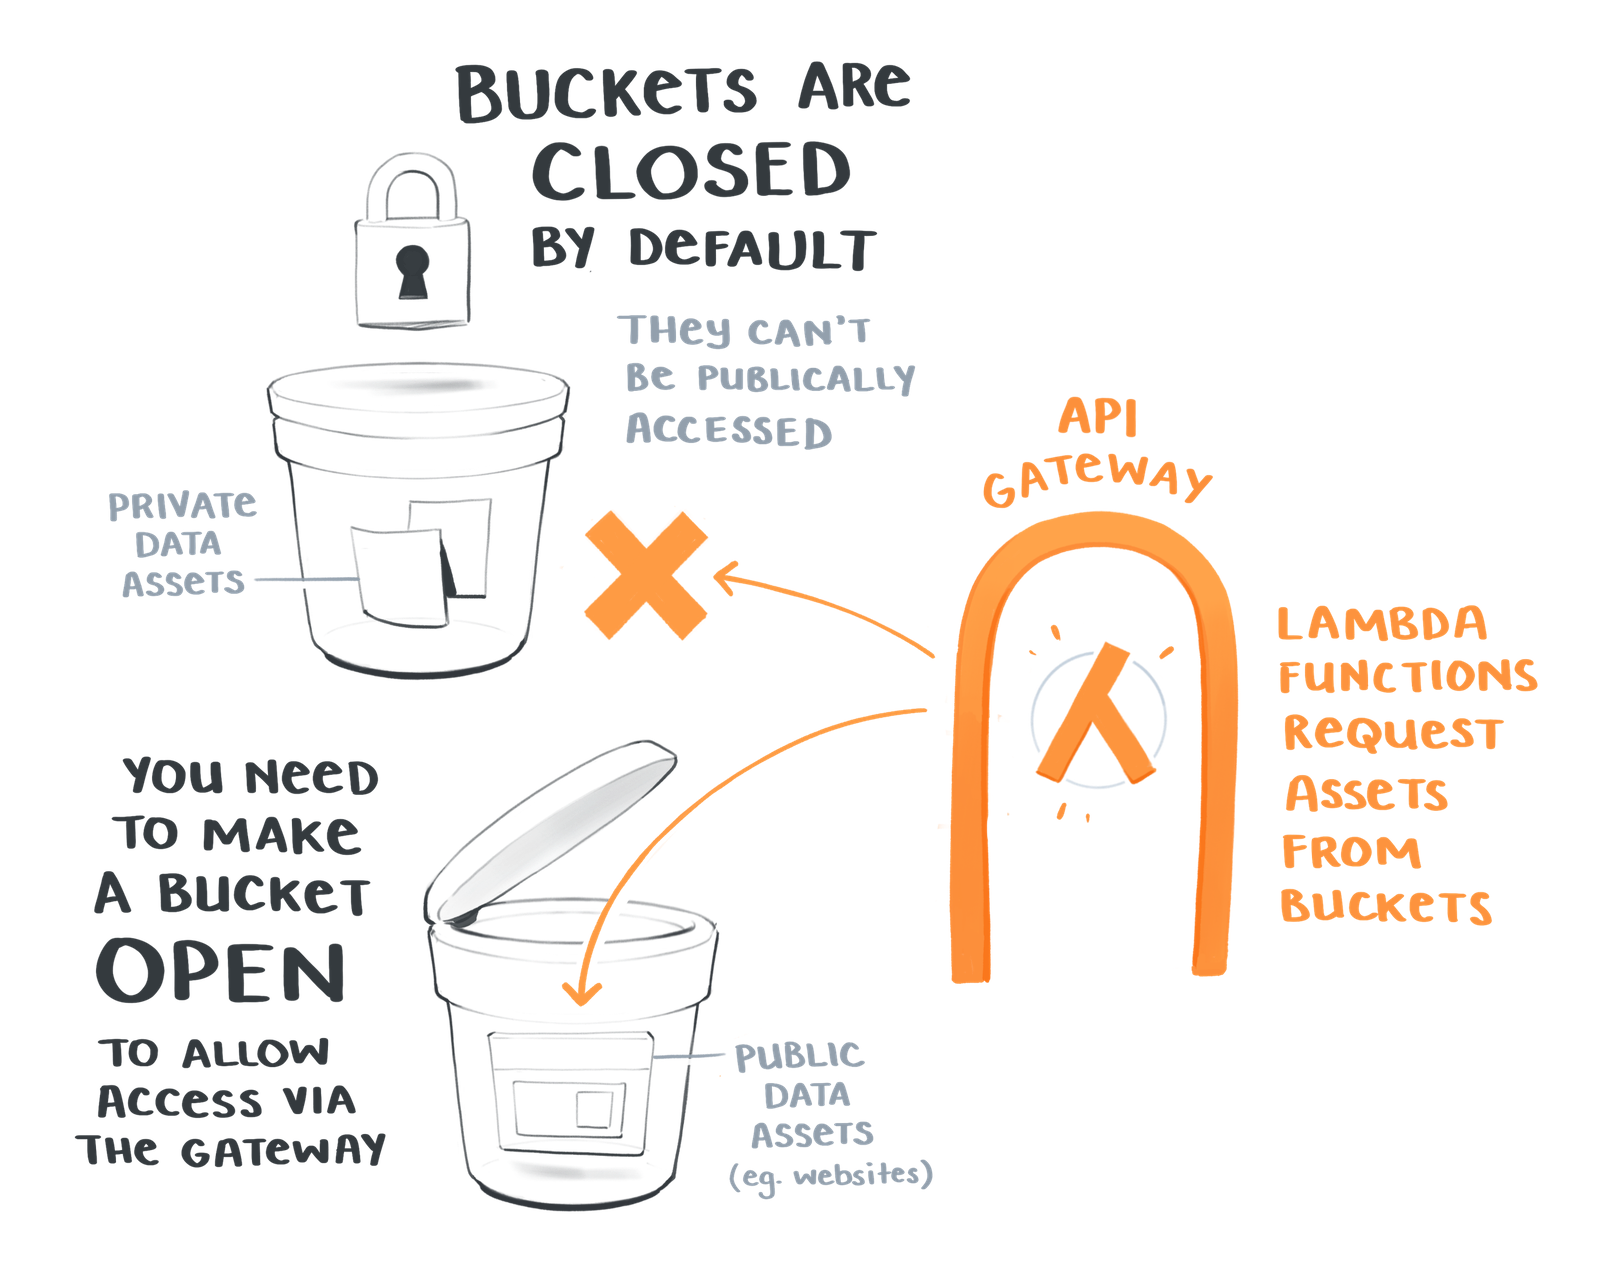 BUCKETS ARE
CLOSED
BY DEFAULT
THEY CAN'T
BE PUBLICALLY
ACCESSED
PRIVATE
DATA
ASSETS
API
GATEWAY
LAMBDA
FUNCTIONS
REQUEST
ASSETS
FROM
BUCKETS
YOU NEED
TO MAKE
A BUCKET
OPEN
TO ALLOW
ACCESS VIA
THE GATEWAY
PUBLIC
DATA
ASSETS
(eg. websites)